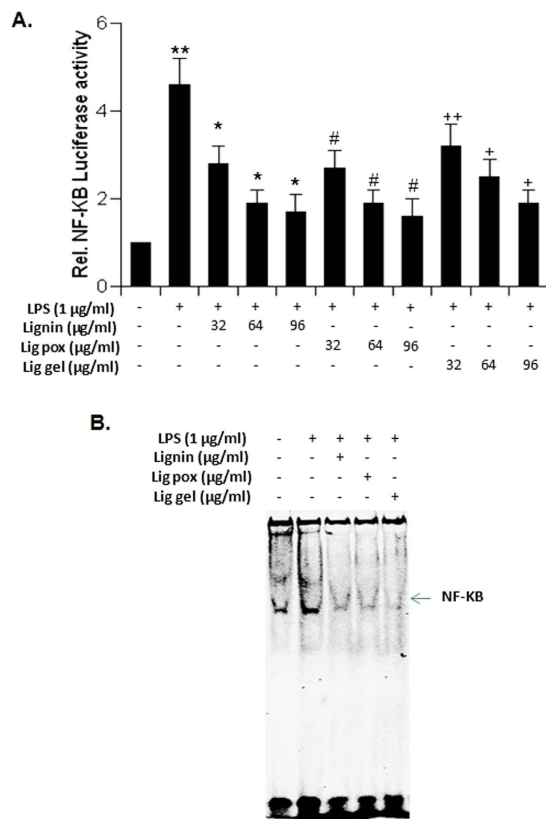 A.
Rel. NF-KB Luciferase activity
6
4
2
0
**
*
*
*
#
#
#
++
+
+
LPS (1 µg/ml) - + + + + + + + + + +
Lignin (µg/ml) - - 32 64 96 - - - - - -
Lig pox (µg/ml) - - - - - 32 64 96 - - -
Lig gel (µg/ml) - - - - - - - - 32 64 96
B.
LPS (1 µg/ml) - + + + +
Lignin (µg/ml) - - + - -
Lig pox (µg/ml) - - - + -
Lig gel (µg/ml) - - - - +
NF-KB